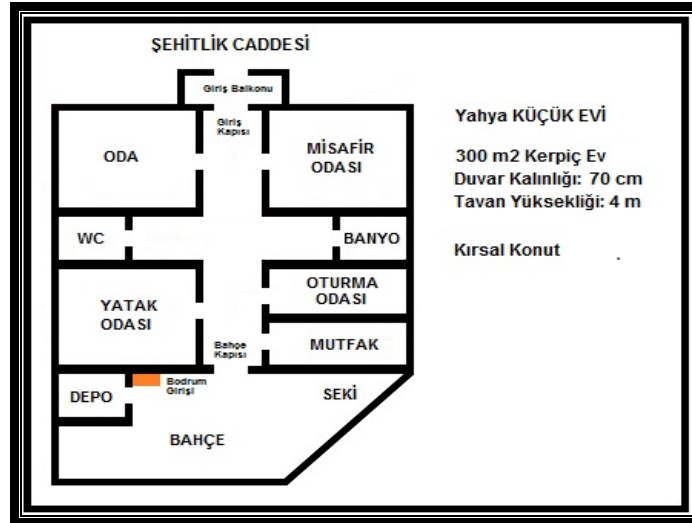 ŞEHİTLİK CADDESİ
Giriş Balkonu
Giriş
Kapısı
ODA
MİSAFİR
ODASI
WC
BANYO
YATAK
ODASI
OTURMA
ODASI
Bahçe
Kapısı
MUTFAK
DEPO
Bodrum
Girişi
SEKİ
BAHÇE
Yahya KÜÇÜK EVİ
300 m2 Kerpiç Ev
Duvar Kalınlığı: 70 cm
Tavan Yüksekliği: 4 m
Kırsal Konut